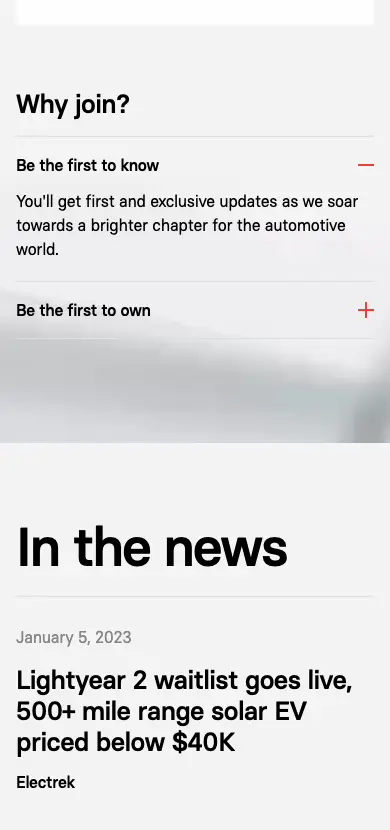 Why join?
Be the first to know
You'll get first and exclusive updates as we soar
towards a brighter chapter for the automotive
world.
Be the first to own
In the news
January 5, 2023
Lightyear 2 waitlist goes live,
500+ mile range solar EV
priced below $40K
Electrek